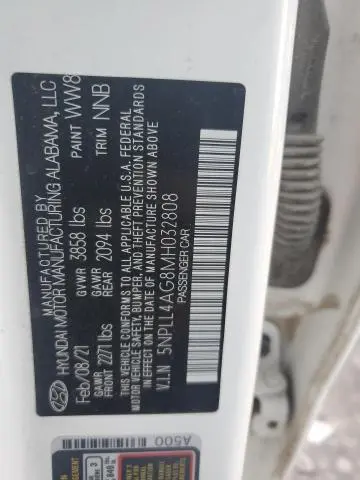 MANUFACTURED BY
HYUNDAI MOTOR MANUFACTURING ALABAMA, LLC
Feb/08/21 GVWR 3858 lbs PAINT WW8
GAWR FRONT 2271 lbs GAWR REAR 2094 lbs TRIM NNB
THIS VEHICLE CONFORMS TO ALL APPLICABLE U.S.A. FEDERAL
MOTOR VEHICLE SAFETY, BUMPER, AND THEFT PREVENTION STANDARDS
IN EFFECT ON THE DATE OF MANUFACTURE SHOWN ABOVE
V.I.N 5NPLL4AG8MH032808
PASSENGER CAR
A500